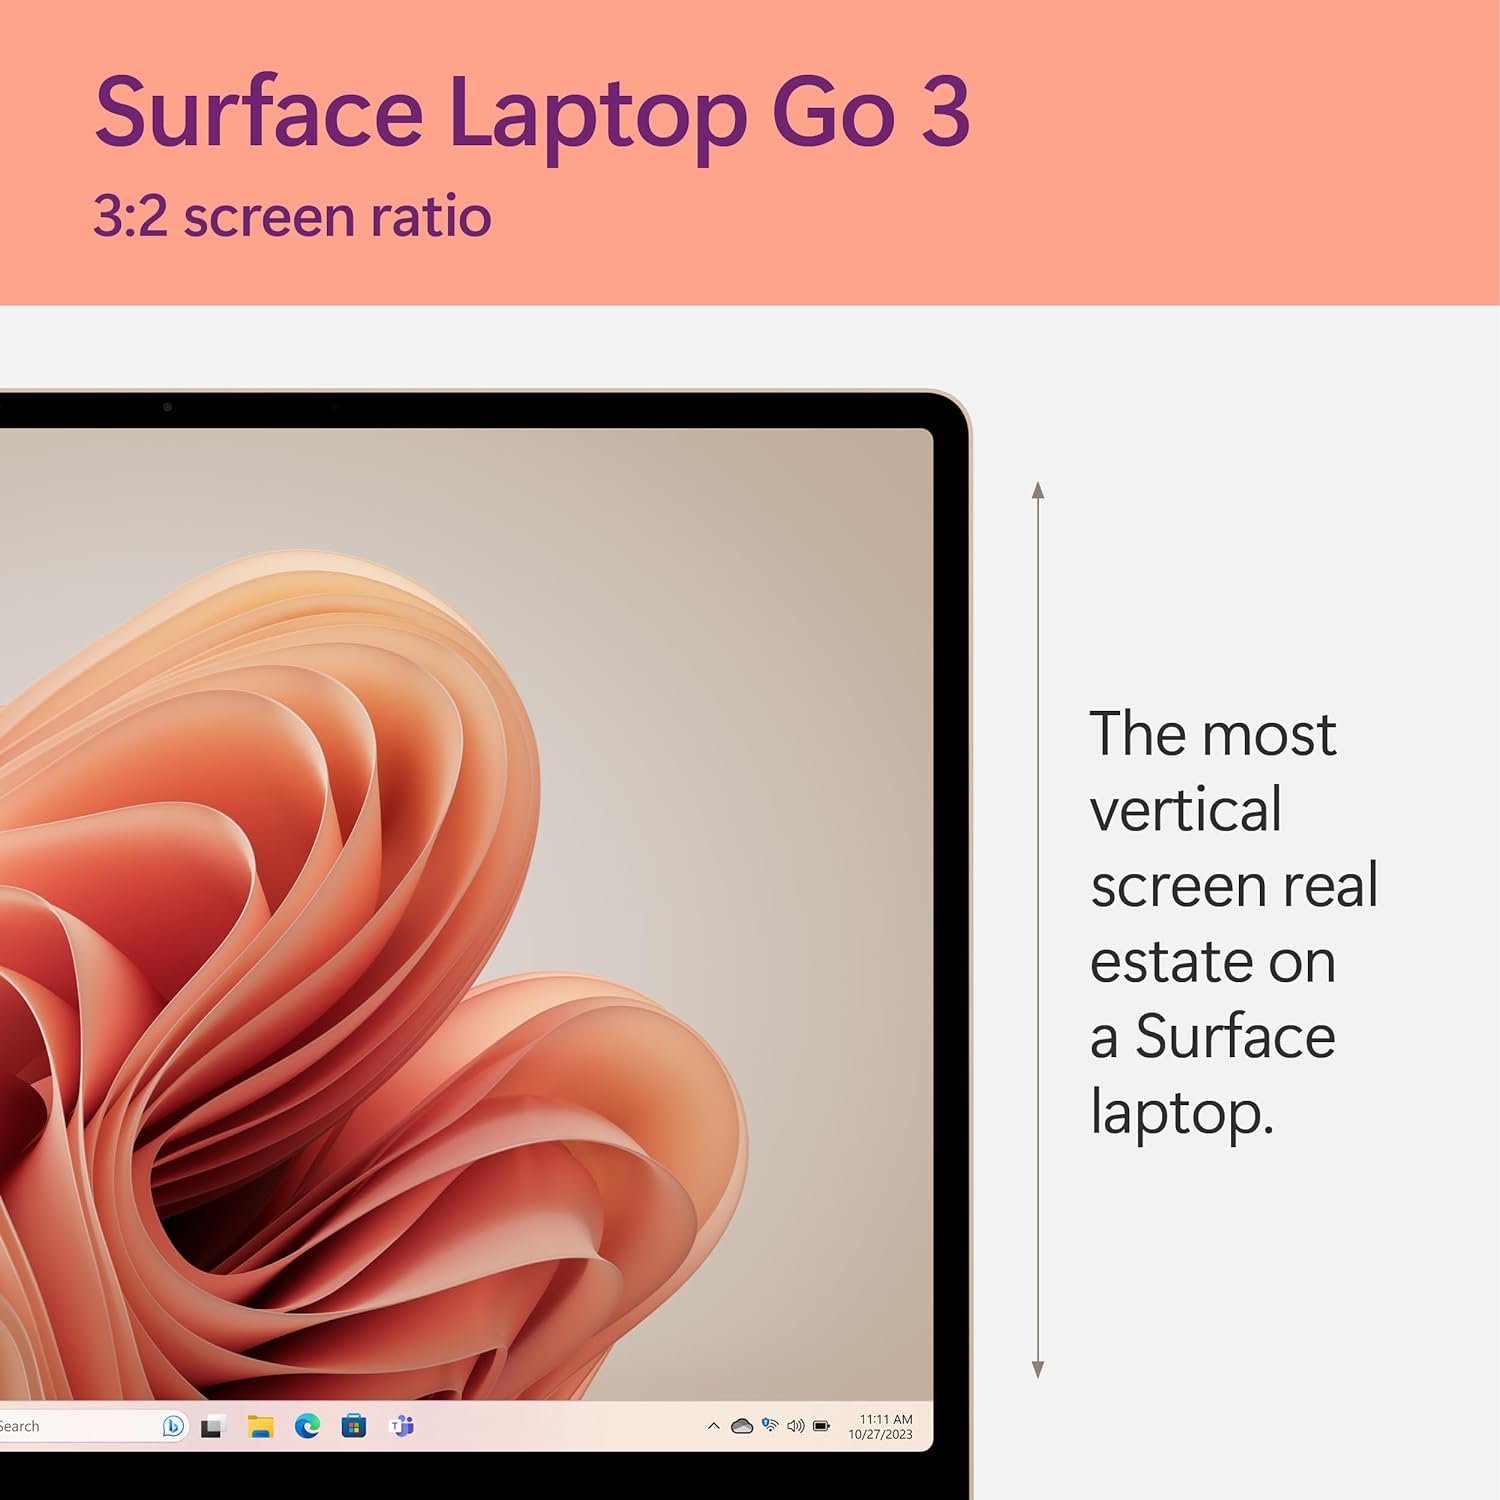 Surface Laptop Go 3
3:2 screen ratio
The most
vertical
screen real
estate on
a Surface
laptop.
Search
11:11 AM
10/27/2023